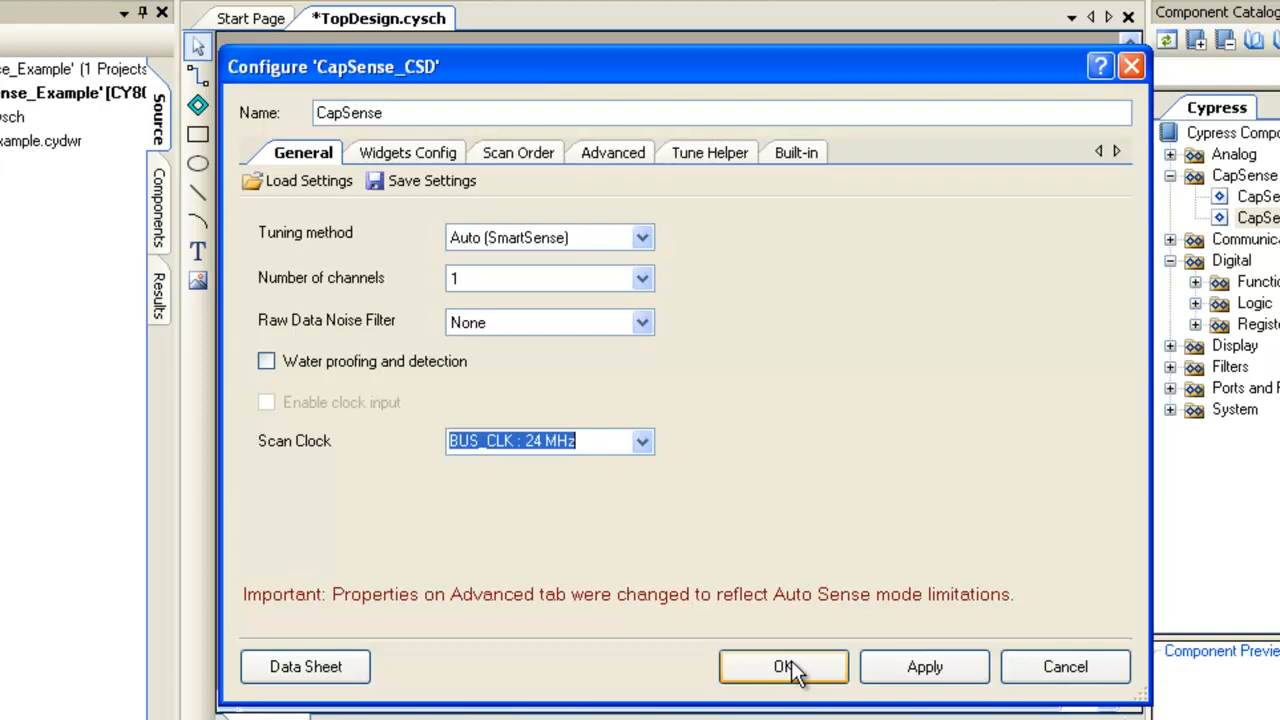 Start Page
*TopDesign.cysch
Component Catalog
Configure 'CapSense_CSD'
Name:
CapSense
General
Widgets Config
Scan Order
Advanced
Tune Helper
Built-in
Load Settings
Save Settings
Tuning method
Auto (SmartSense)
Number of channels
1
Raw Data Noise Filter
None
Water proofing and detection
Enable clock input
Scan Clock
BUS_CLK : 24 MHz
Important: Properties on Advanced tab were changed to reflect Auto Sense mode limitations.
Data Sheet
OK
Apply
Cancel
ce_Example' (1 Projects
ense_Example' [CY8C
sch
xample.cydwr
Source
Components
Results
T
Cypress
Cypress Compo
Analog
CapSense
CapSe
CapSe
Communica
Digital
Functio
Logic
Registe
Display
Filters
Ports and F
System
Component Preview